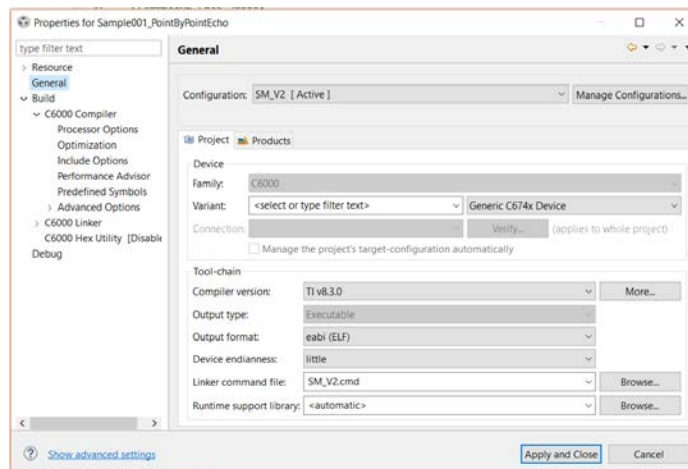 Properties for Sample001_PointByPointEcho
type filter text
General
Resource
General
Build
C6000 Compiler
Processor Options
Optimization
Include Options
Performance Advisor
Predefined Symbols
Advanced Options
C6000 Linker
C6000 Hex Utility [Disable
Debug
Configuration: SM_V2 [ Active ] Manage Configurations...
Project Products
Device
Family: C6000
Variant: <select or type filter text> Generic C674x Device
Connection: Verify... (applies to whole project)
Manage the project's target-configuration automatically
Tool-chain
Compiler version: TI v8.3.0 More...
Output type: Executable
Output format: eabi (ELF)
Device endianness: little
Linker command file: SM_V2.cmd Browse...
Runtime support library: <automatic> Browse...
? Show advanced settings Apply and Close Cancel